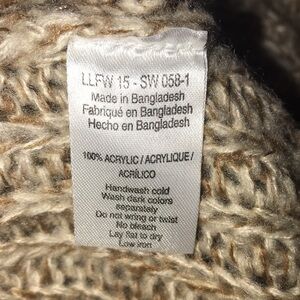 LLFW 15 - SW 058-1
Made in Bangladesh
Fabriqué en Bangladesh
Hecho en Bangladesh
100% ACRYLIC / ACRYLIQUE /
ACRÍLICO
Handwash cold
Wash dark colors
separately
Do not wring or twist
No bleach
Lay flat to dry
Low iron